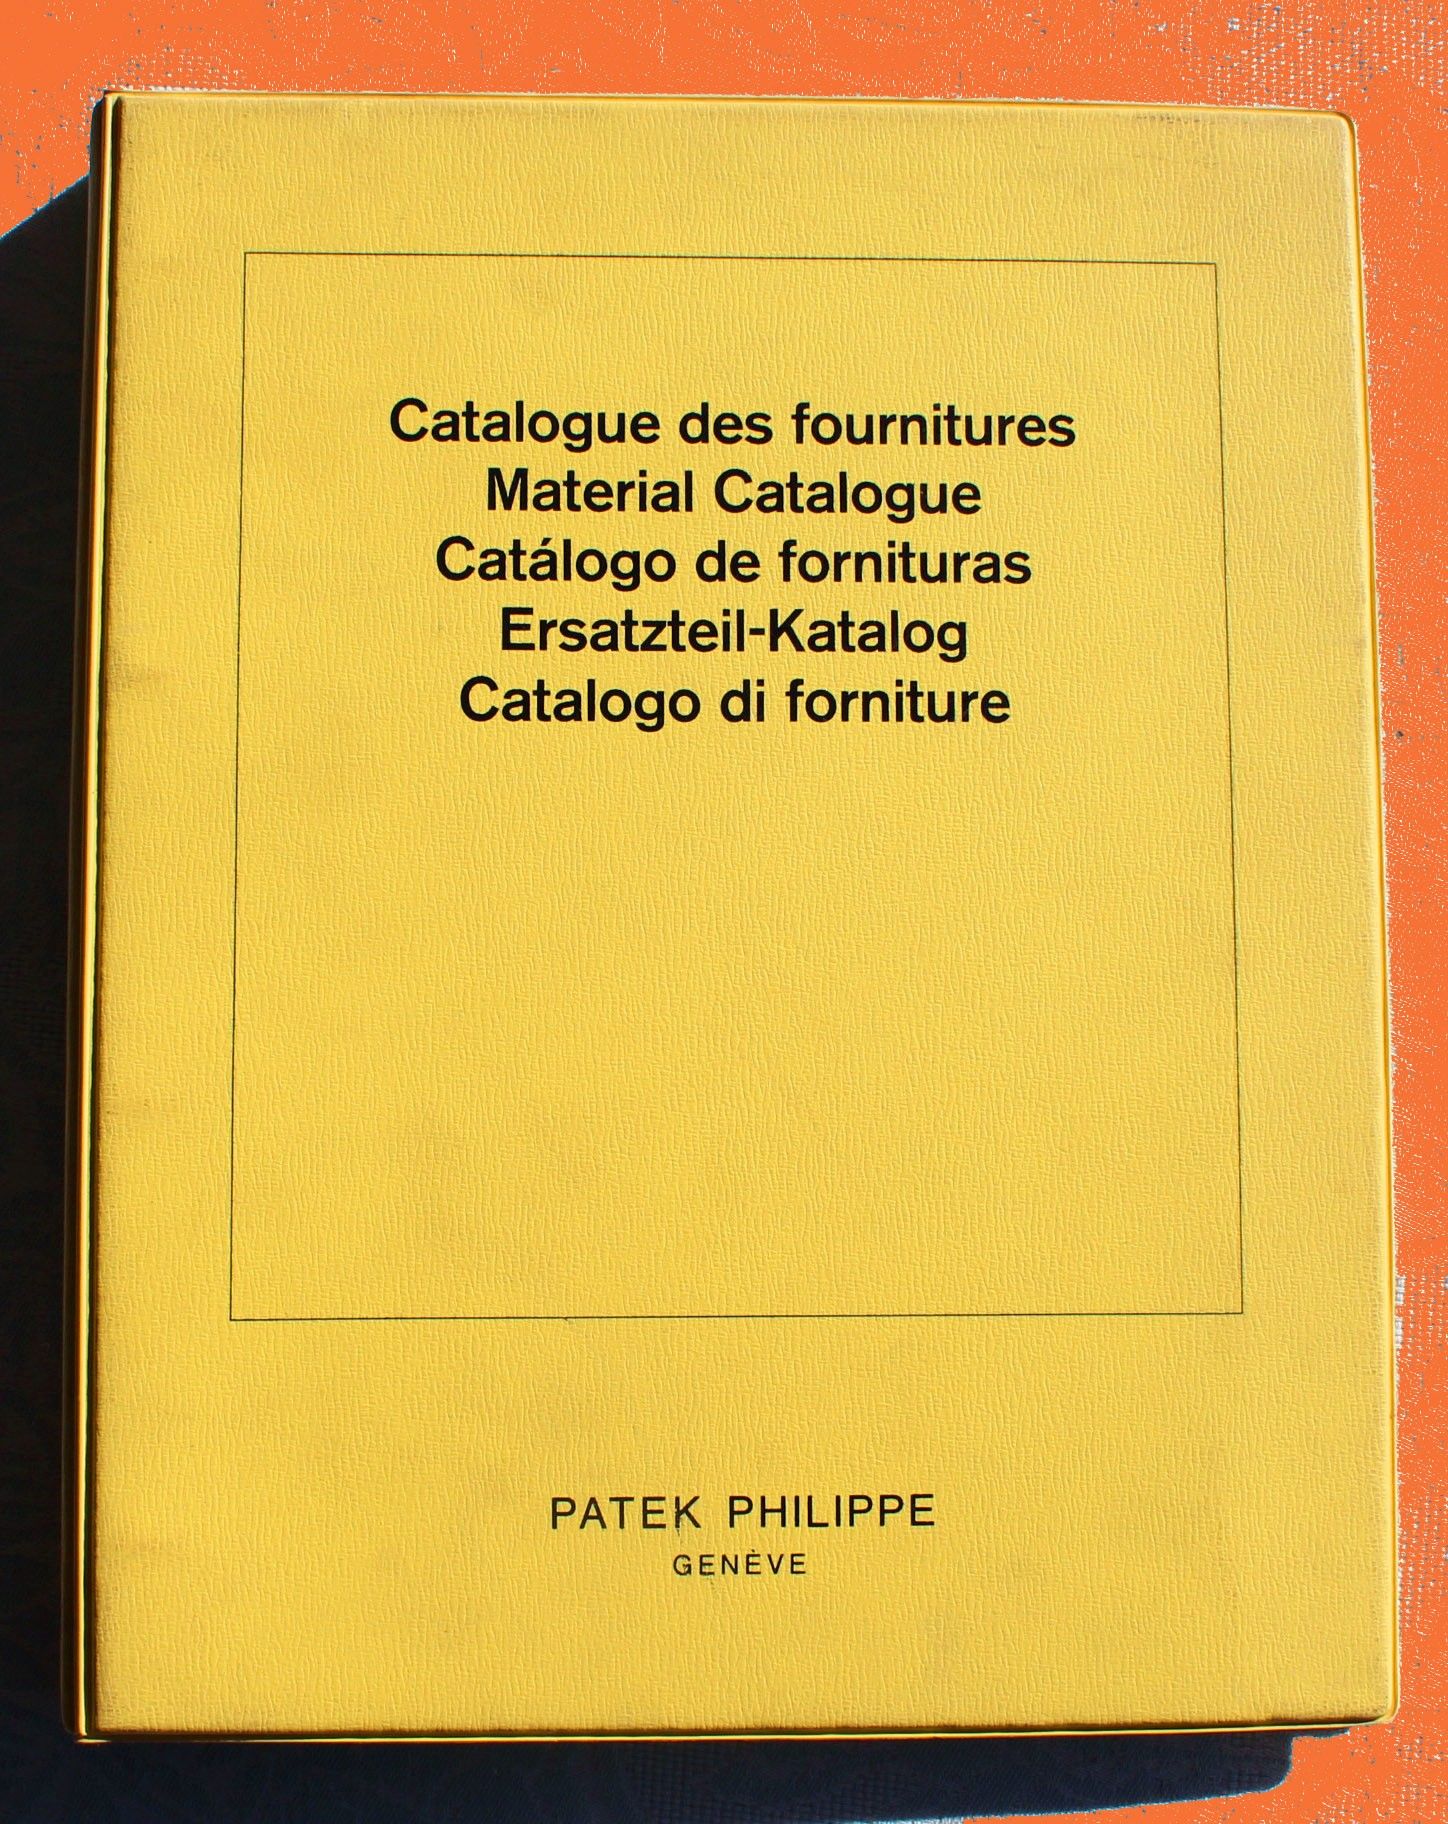 Catalogue des fournitures
Material Catalogue
Catálogo de fornituras
Ersatzteil-Katalog
Catalogo di forniture
PATEK PHILIPPE
GENÈVE